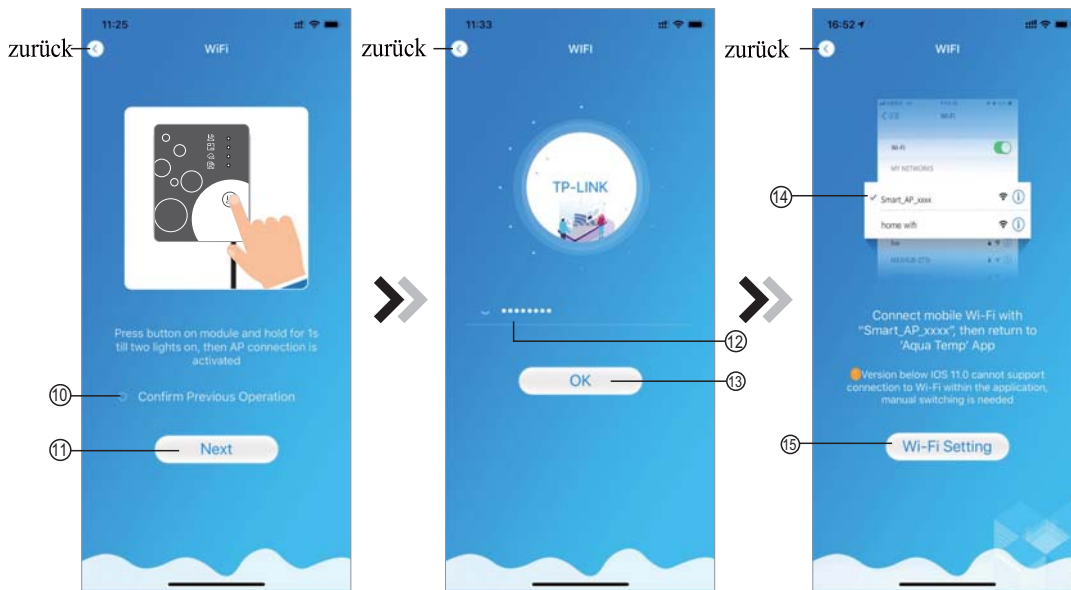 11:25
zurück
WiFi
Press button on module and hold for 1s
till two lights on, then AP connection is
activated
⑩
Confirm Previous Operation
⑪
Next
11:33
zurück
WIFI
TP-LINK
⑫
⑬
OK
16:52
zurück
WIFI
Wi-Fi
Wi-Fi
MY NETWORKS
⑭
Smart_AP_xxxx
home wifi
Connect mobile Wi-Fi with
“Smart_AP_xxxx”, then return to
‘Aqua Temp’ App
Version below IOS 11.0 cannot support
connection to Wi-Fi within the application,
manual switching is needed
⑮
Wi-Fi Setting